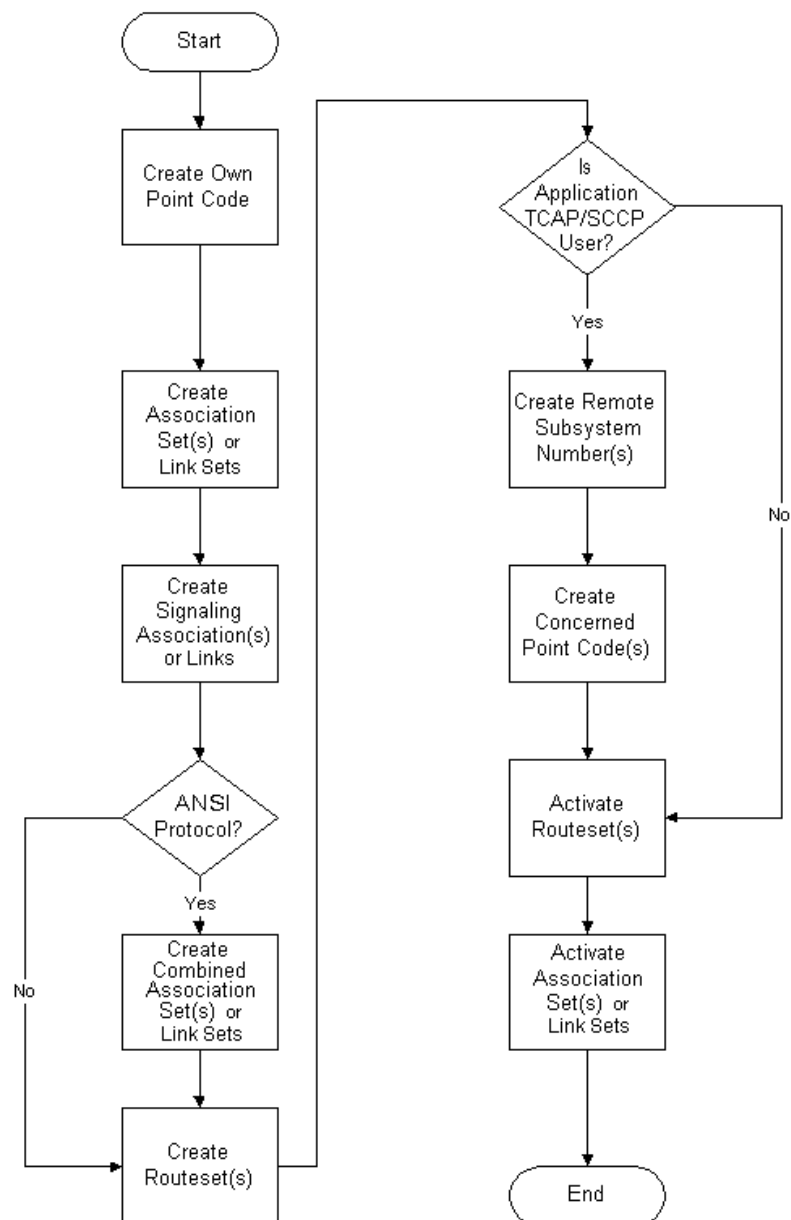 Start
Create Own
Point Code
Create
Association
Set(s) or
Link Sets
Create
Signaling
Association(s)
or Links
ANSI
Protocol?
Yes
No
Create
Combined
Association
Set(s) or
Link Sets
Create
Routeset(s)
Is
Application
TCAP/SCCP
User?
Yes
No
Create Remote
Subsystem
Number(s)
Create
Concerned
Point Code(s)
Activate
Routeset(s)
Activate
Association
Set(s) or
Link Sets
End